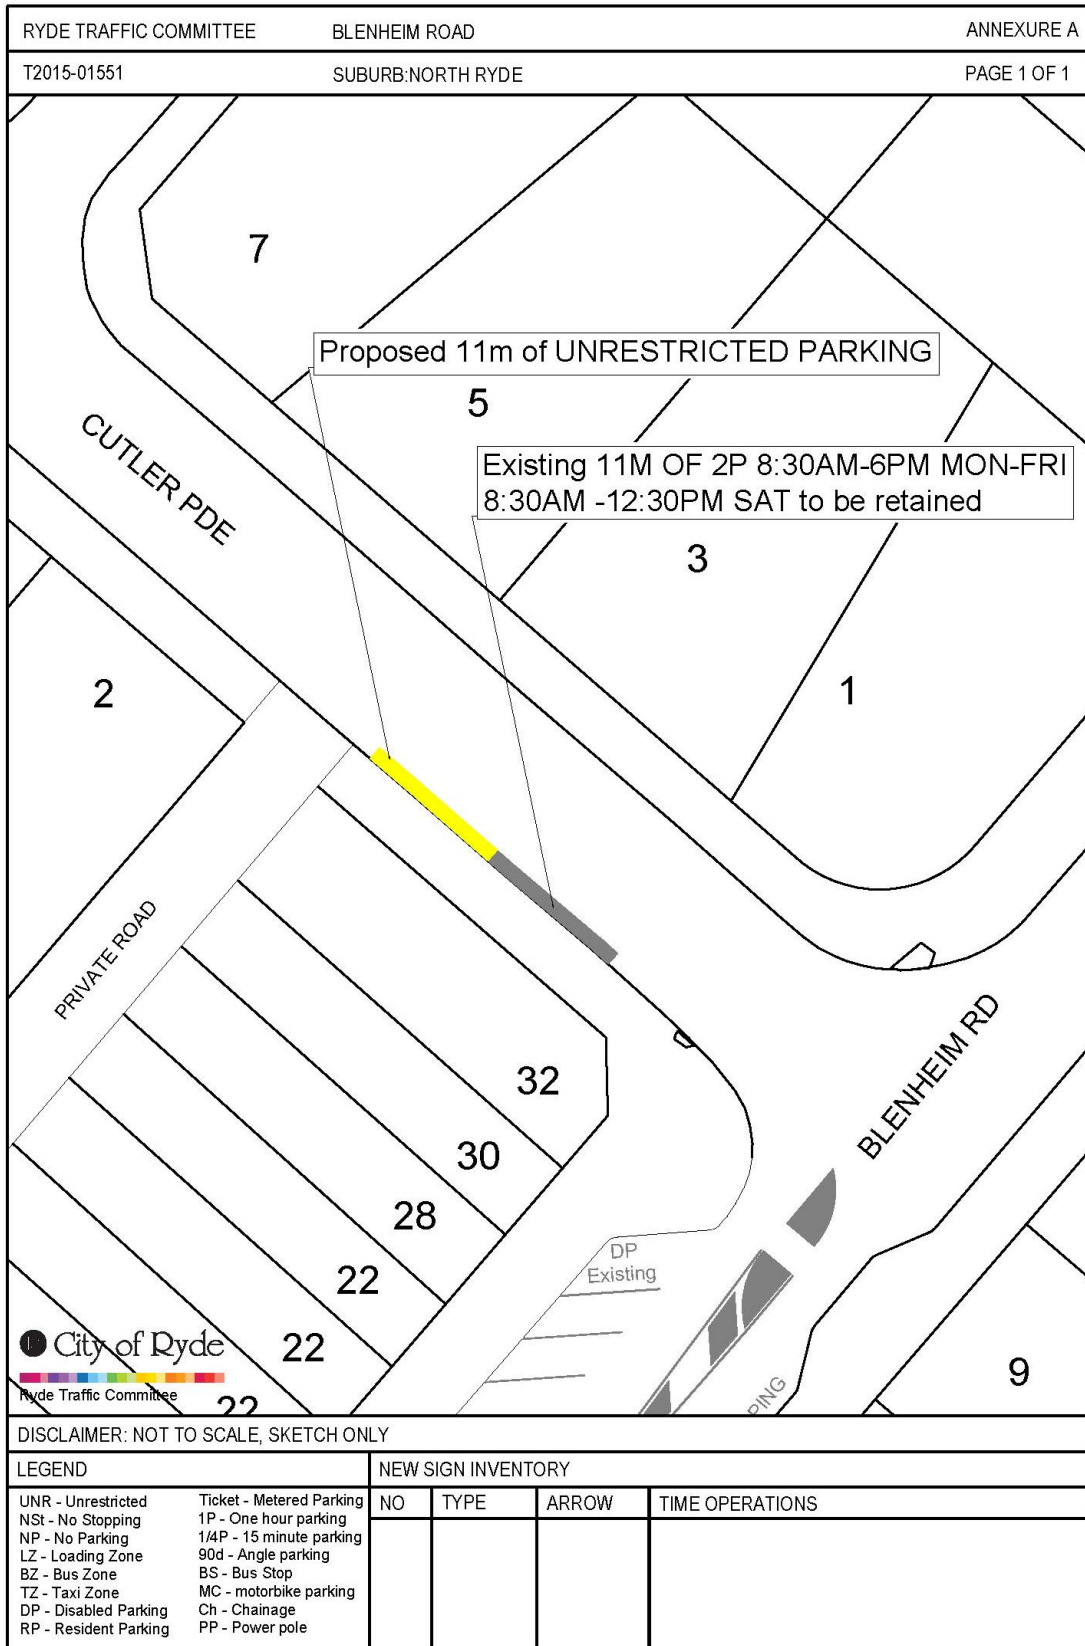 RYDE TRAFFIC COMMITTEE BLENHEIM ROAD ANNEXURE A
T2015-01551 SUBURB:NORTH RYDE PAGE 1 OF 1
7
Proposed 11m of UNRESTRICTED PARKING
5
CUTLER PDE
Existing 11M OF 2P 8:30AM-6PM MON-FRI
8:30AM -12:30PM SAT to be retained
3
2
1
PRIVATE ROAD
BLENHEIM RD
32
30
28
DP
Existing
22
22
22
9
PING
City of Ryde
Ryde Traffic Committee
DISCLAIMER: NOT TO SCALE, SKETCH ONLY
LEGEND
UNR - Unrestricted
NSt - No Stopping
NP - No Parking
LZ - Loading Zone
BZ - Bus Zone
TZ - Taxi Zone
DP - Disabled Parking
RP - Resident Parking
Ticket - Metered Parking
1P - One hour parking
1/4P - 15 minute parking
90d - Angle parking
BS - Bus Stop
MC - motorbike parking
Ch - Chainage
PP - Power pole
NEW SIGN INVENTORY
NO TYPE ARROW TIME OPERATIONS